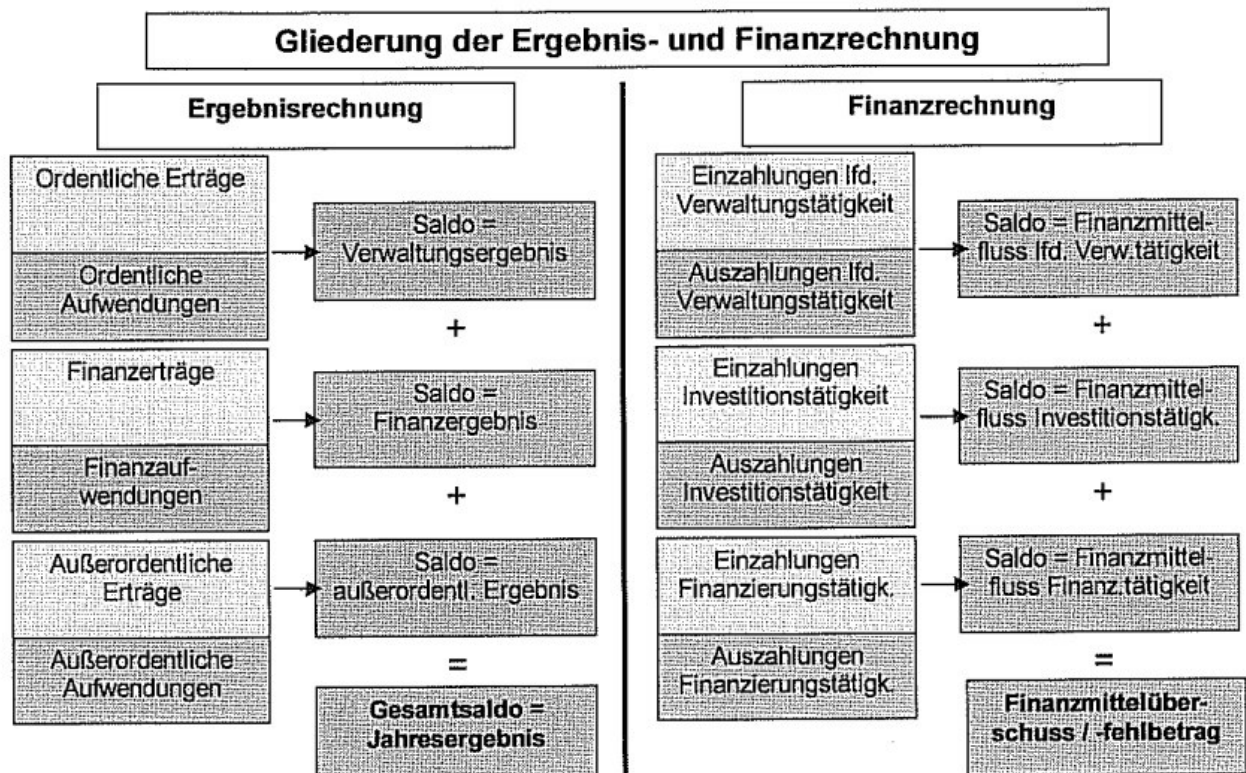 Gliederung der Ergebnis- und Finanzrechnung
Ergebnisrechnung
Ordentliche Erträge
Ordentliche
Aufwendungen
Saldo =
Verwaltungsergebnis
+
Finanzerträge
Finanzauf-
wendungen
Saldo =
Finanzergebnis
+
Außerordentliche
Erträge
Außerordentliche
Aufwendungen
Saldo =
außerordentl. Ergebnis
=
Gesamtsaldo =
Jahresergebnis
Finanzrechnung
Einzahlungen lfd.
Verwaltungstätigkeit
Auszahlungen lfd.
Verwaltungstätigkeit
Saldo = Finanzmittel-
fluss lfd. Verw.tätigkeit
+
Einzahlungen
Investitionstätigkeit
Auszahlungen
Investitionstätigkeit
Saldo = Finanzmittel-
fluss Investitionstätigk.
+
Einzahlungen
Finanzierungstätigk.
Auszahlungen
Finanzierungstätigk.
Saldo = Finanzmittel-
fluss Finanz.tätigkeit
=
Finanzmittelüber-
schuss / -fehlbetrag